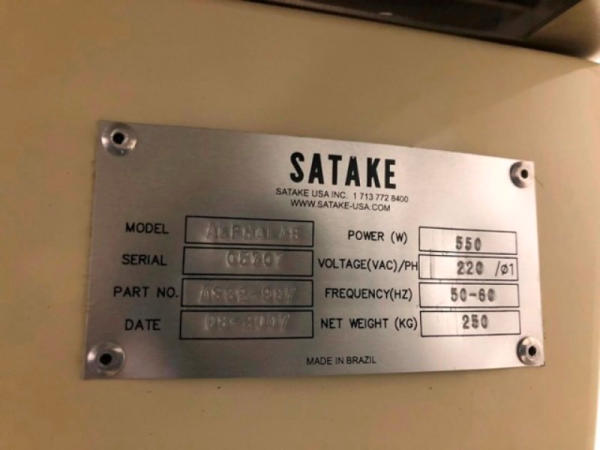 SATAKE
SATAKE USA INC. 1 713 772 8400
WWW.SATAKE-USA.COM
MODEL POWER (W) 550
SERIAL VOLTAGE(VAC)/PH 220 /ø1
PART NO. FREQUENCY(HZ) 50-60
DATE NET WEIGHT (KG) 250
MADE IN BRAZIL